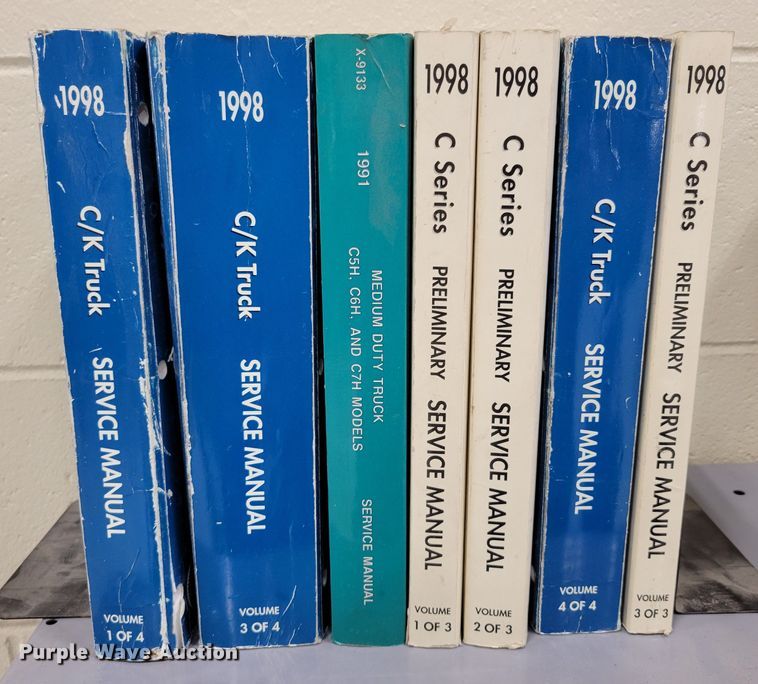 1998
C/K Truck SERVICE MANUAL
VOLUME
1 OF 4
1998
C/K Truck SERVICE MANUAL
VOLUME
3 OF 4
X-9133
1991
MEDIUM DUTY TRUCK
C5H, C6H, AND C7H MODELS
SERVICE MANUAL
1998
C Series PRELIMINARY SERVICE MANUAL
VOLUME
1 OF 3
1998
C Series PRELIMINARY SERVICE MANUAL
VOLUME
2 OF 3
1998
C/K Truck SERVICE MANUAL
VOLUME
4 OF 4
1998
C Series PRELIMINARY SERVICE MANUAL
VOLUME
3 OF 3
Purple Wave Auction